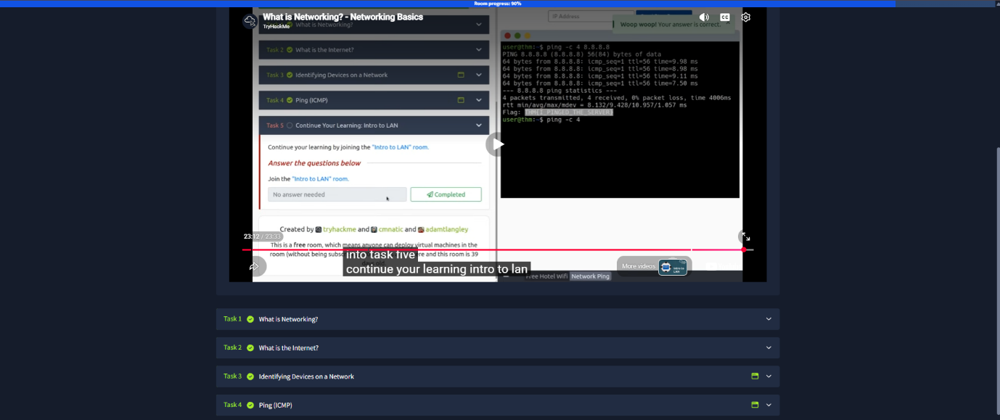 Room progress: 90%
What is Networking? - Networking Basics
TryHackMe
CC
What is Networking?
Task 2 What is the Internet?
Task 3 Identifying Devices on a Network
Task 4 Ping (ICMP)
Task 5 Continue Your Learning: Intro to LAN
Continue your learning by joining the "Intro to LAN" room.
Answer the questions below
Join the "Intro to LAN" room.
No answer needed
Completed
Created by tryhackme and cmnatic and adamtlangley
This is a free room, which means anyone can deploy virtual machines in the
room (without being subs
ere and this room is 39
IP Address
Woop woop! Your answer is correct.
user@thm:~$ ping -c 4 8.8.8.8
PING 8.8.8.8 (8.8.8.8) 56(84) bytes of data
64 bytes from 8.8.8.8: icmp_seq=1 ttl=56 time=9.98 ms
64 bytes from 8.8.8.8: icmp_seq=1 ttl=56 time=8.98 ms
64 bytes from 8.8.8.8: icmp_seq=1 ttl=56 time=9.11 ms
64 bytes from 8.8.8.8: icmp_seq=1 ttl=56 time=7.50 ms
--- 8.8.8.8 ping statistics ---
4 packets transmitted, 4 received, 0% packet loss, time 4006ms
rtt min/avg/max/mdev = 8.132/9.428/10.957/1.057 ms
Flag: THM{I_PINGED_THE_SERVER}
user@thm:~$ ping -c 4
23:12 / 23:33
into task five
continue your learning intro to lan
More videos
Free Hotel Wifi Network Ping
Task 1 What is Networking?
Task 2 What is the Internet?
Task 3 Identifying Devices on a Network
Task 4 Ping (ICMP)